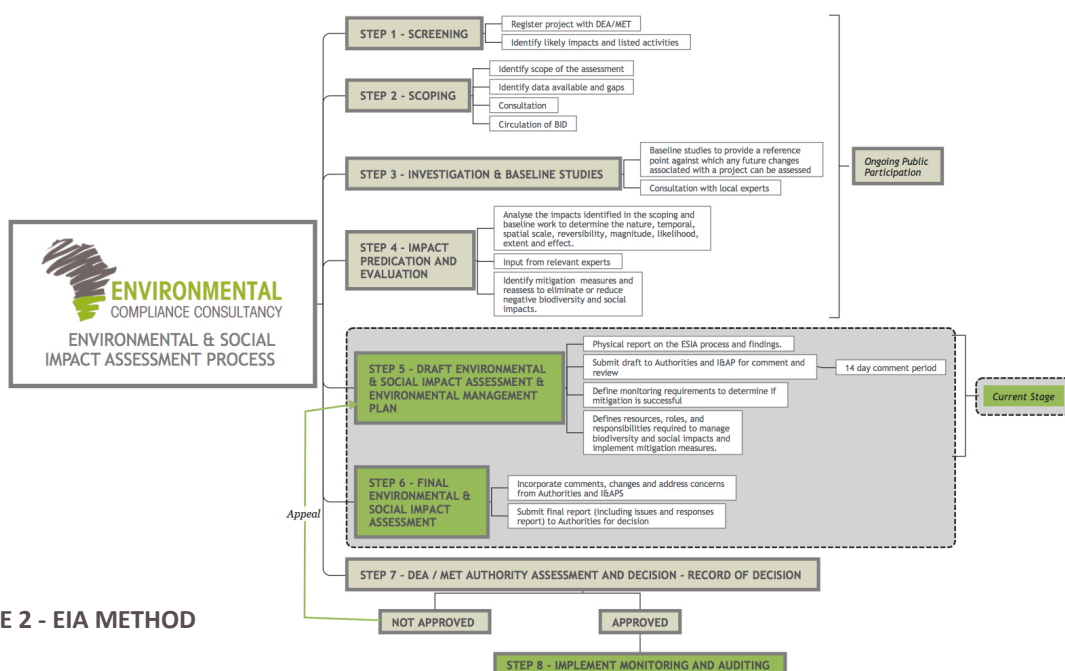 STEP 1 - SCREENING
Register project with DEA/MET
Identify likely impacts and listed activities
STEP 2 - SCOPING
Identify scope of the assessment
Identify data available and gaps
Consultation
Circulation of BID
STEP 3 - INVESTIGATION & BASELINE STUDIES
Baseline studies to provide a reference
point against which any future changes
associated with a project can be assessed
Consultation with local experts
Ongoing Public
Participation
STEP 4 - IMPACT
PREDICATION AND
EVALUATION
Analyse the impacts identified in the scoping and
baseline work to determine the nature, temporal,
spatial scale, reversibility, magnitude, likelihood,
extent and effect.
Input from relevant experts
Identify mitigation measures and
reassess to eliminate or reduce
negative biodiversity and social
impacts.
ENVIRONMENTAL
COMPLIANCE CONSULTANCY
ENVIRONMENTAL & SOCIAL
IMPACT ASSESSMENT PROCESS
STEP 5 - DRAFT ENVIRONMENTAL
& SOCIAL IMPACT ASSESSMENT &
ENVIRONMENTAL MANAGEMENT
PLAN
Physical report on the ESIA process and findings.
Submit draft to Authorities and I&AP for comment and
review
14 day comment period
Define monitoring requirements to determine if
mitigation is successful
Defines resources, roles, and
responsibilities required to manage
biodiversity and social impacts and
implement mitigation measures.
Current Stage
STEP 6 - FINAL
ENVIRONMENTAL &
SOCIAL IMPACT
ASSESSMENT
Incorporate comments, changes and address concerns
from Authorities and I&APS
Submit final report (including issues and responses
report) to Authorities for decision
Appeal
STEP 7 - DEA / MET AUTHORITY ASSESSMENT AND DECISION - RECORD OF DECISION
NOT APPROVED
APPROVED
E 2 - EIA METHOD
STEP 8 - IMPLEMENT MONITORING AND AUDITING